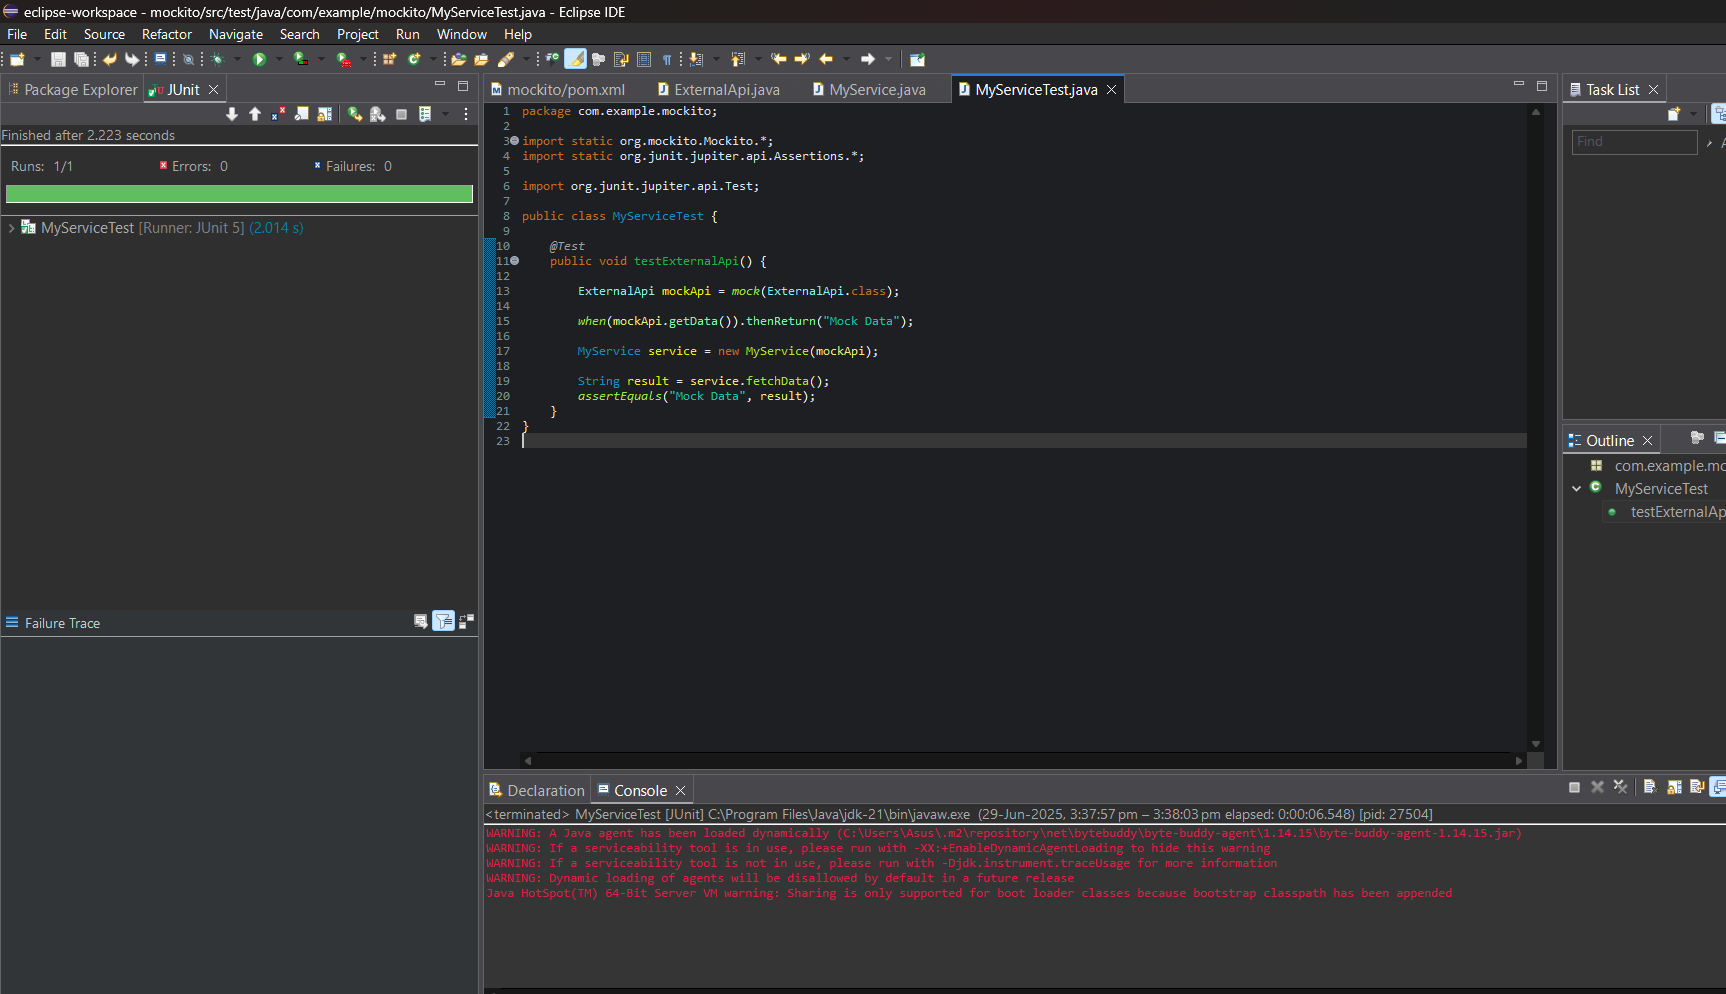 eclipse-workspace - mockito/src/test/java/com/example/mockito/MyServiceTest.java - Eclipse IDE
File Edit Source Refactor Navigate Search Project Run Window Help
Package Explorer JUnit
Finished after 2.223 seconds
Runs: 1/1 Errors: 0 Failures: 0
MyServiceTest [Runner: JUnit 5] (2.014 s)
Failure Trace
mockito/pom.xml ExternalApi.java MyService.java MyServiceTest.java
1 package com.example.mockito;
2
3 import static org.mockito.Mockito.*;
4 import static org.junit.jupiter.api.Assertions.*;
5
6 import org.junit.jupiter.api.Test;
7
8 public class MyServiceTest {
9
10 @Test
11 public void testExternalApi() {
12
13 ExternalApi mockApi = mock(ExternalApi.class);
14
15 when(mockApi.getData()).thenReturn("Mock Data");
16
17 MyService service = new MyService(mockApi);
18
19 String result = service.fetchData();
20 assertEquals("Mock Data", result);
21 }
22 }
23
Task List
Find
Outline
com.example.mo
MyServiceTest
testExternalAp
Declaration Console
<terminated> MyServiceTest [JUnit] C:\Program Files\Java\jdk-21\bin\javaw.exe (29-Jun-2025, 3:37:57 pm – 3:38:03 pm elapsed: 0:00:06.548) [pid: 27504]
WARNING: A Java agent has been loaded dynamically (C:\Users\Asus\.m2\repository\net\bytebuddy\byte-buddy-agent\1.14.15\byte-buddy-agent-1.14.15.jar)
WARNING: If a serviceability tool is in use, please run with -XX:+EnableDynamicAgentLoading to hide this warning
WARNING: If a serviceability tool is not in use, please run with -Djdk.instrument.traceUsage for more information
WARNING: Dynamic loading of agents will be disallowed by default in a future release
Java HotSpot(TM) 64-Bit Server VM warning: Sharing is only supported for boot loader classes because bootstrap classpath has been appended